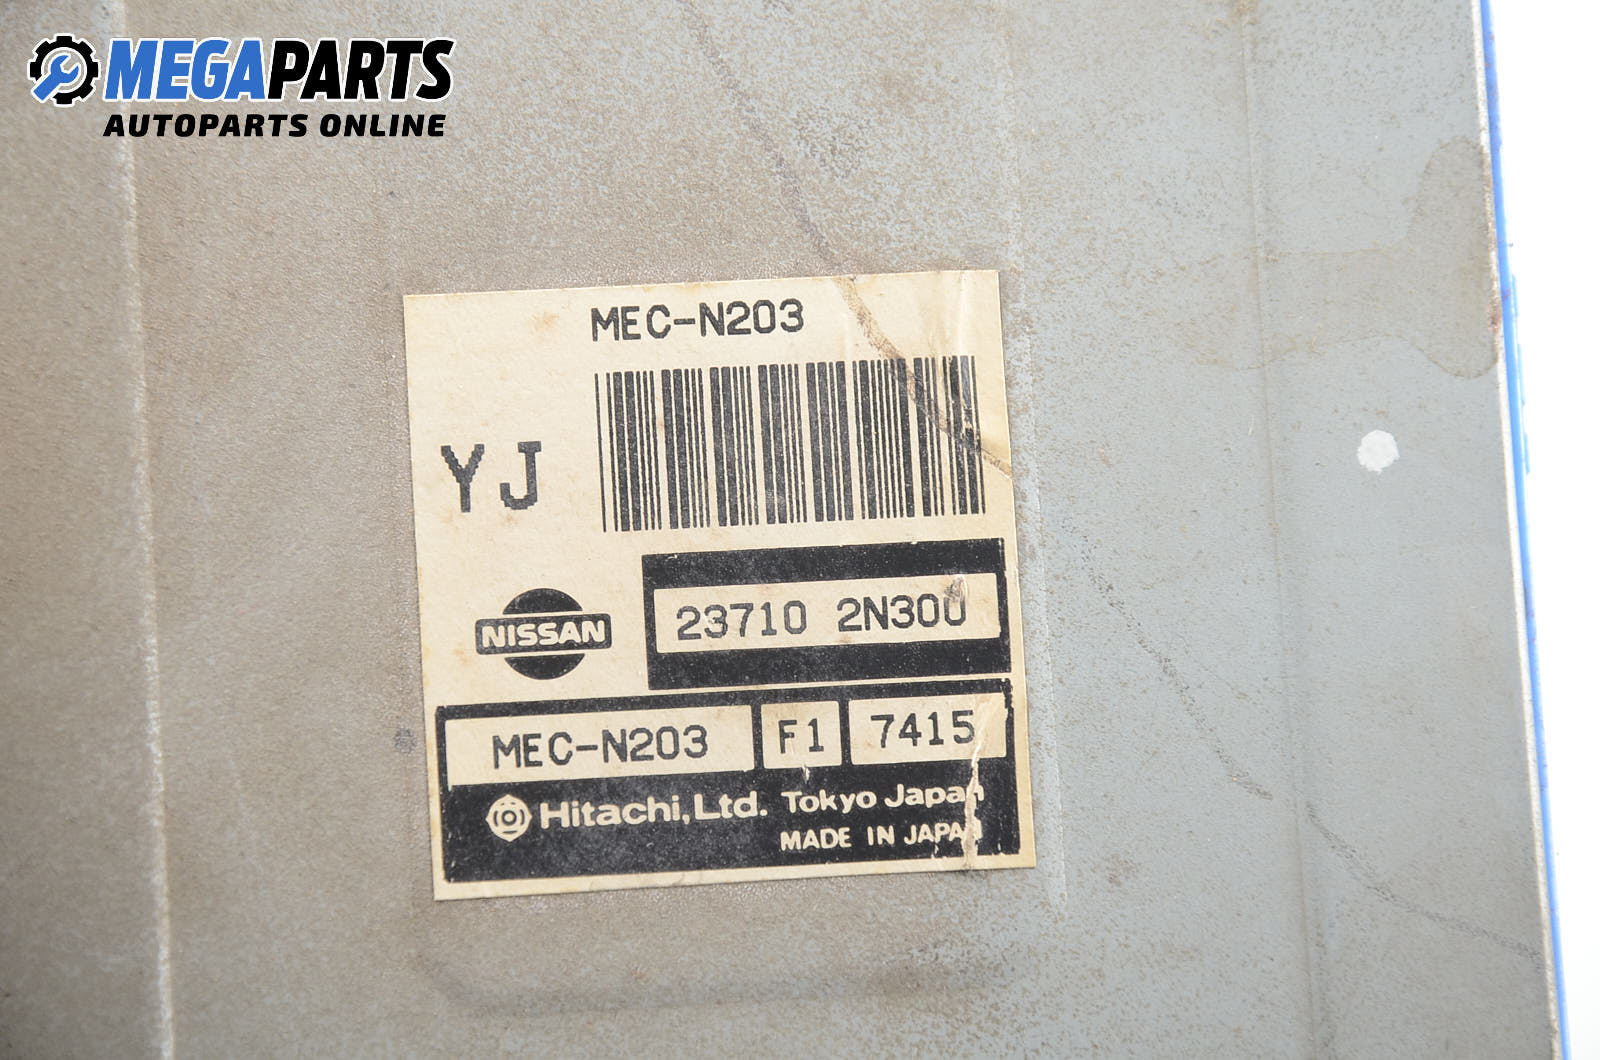 MEGAPARTS
AUTOPARTS ONLINE
MEC-N203
YJ
NISSAN
23710 2N300
MEC-N203 F1 7415
Hitachi, Ltd. Tokyo Japan
MADE IN JAPAN